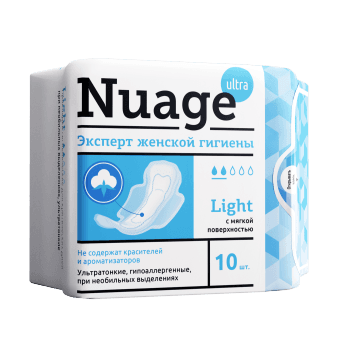 Nuage
ultra
Эксперт женской гигиены
Light
с мягкой
поверхностью
Не содержат красителей
и ароматизаторов
10 шт.
Ультратонкие, гипоаллергенные,
при необильных выделениях